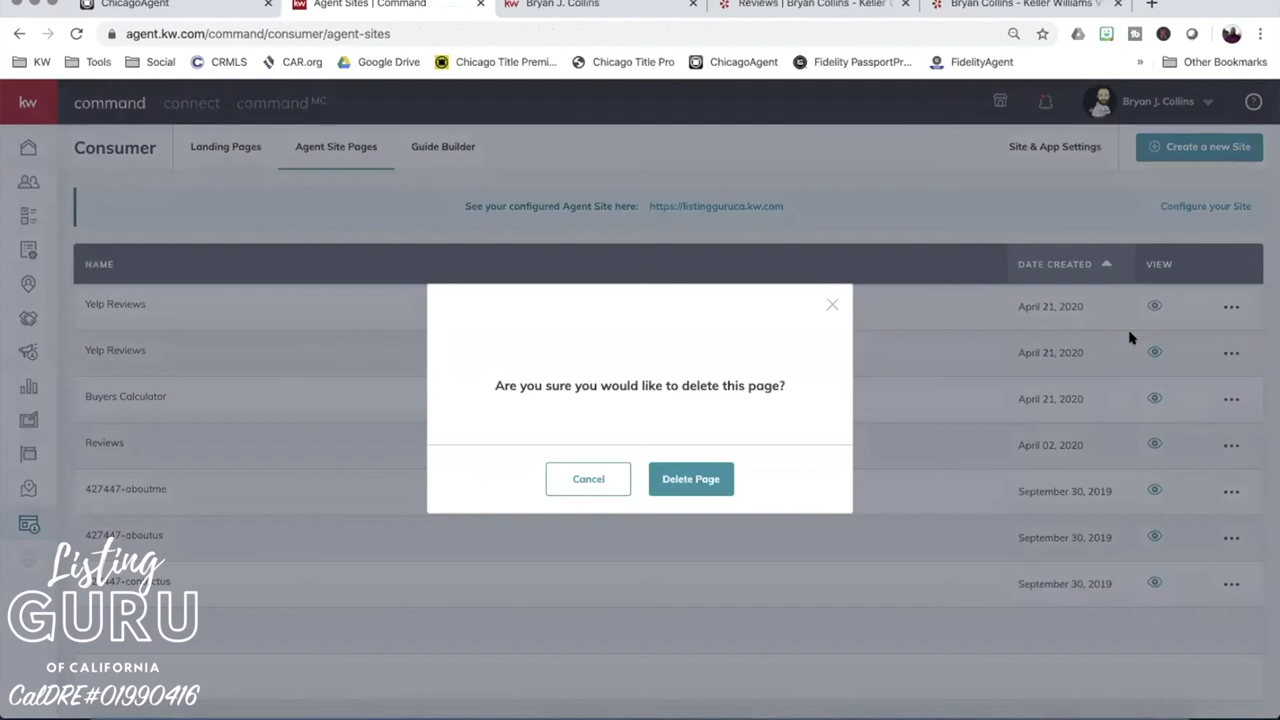 ChicagoAgent
Agent Sites | Command
Bryan J. Collins
Reviews | Bryan Collins - Keller
Bryan Collins - Keller Williams V
agent.kw.com/command/consumer/agent-sites
KW
Tools
Social
CRMLS
CAR.org
Google Drive
Chicago Title Premi...
Chicago Title Pro
ChicagoAgent
Fidelity PassportPr...
FidelityAgent
»
Other Bookmarks
kw
command
connect
command MC
Bryan J. Collins
Consumer
Landing Pages
Agent Site Pages
Guide Builder
Site & App Settings
Create a new Site
See your configured Agent Site here: https://listingguruca.kw.com
Configure your Site
NAME
DATE CREATED
VIEW
Yelp Reviews
April 21, 2020
Yelp Reviews
April 21, 2020
Buyers Calculator
April 21, 2020
Reviews
April 02, 2020
427447-aboutme
September 30, 2019
427447-aboutus
September 30, 2019
September 30, 2019
Are you sure you would like to delete this page?
Cancel
Delete Page
Listing
GURU
OF CALIFORNIA
CalDRE#01990416